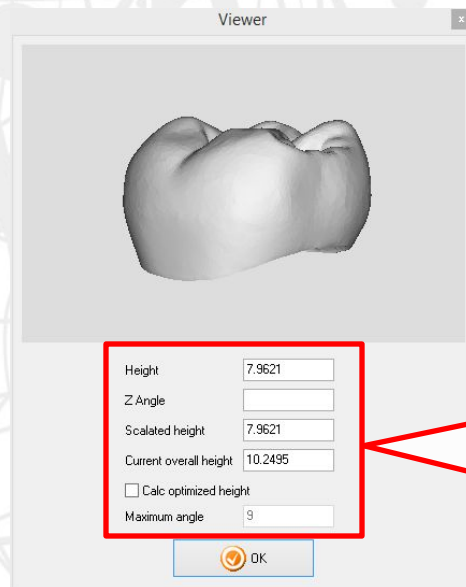 Viewer
x
Height 7.9621
Z Angle
Scalated height 7.9621
Current overall height 10.2495
Calc optimized height
Maximum angle 9
OK